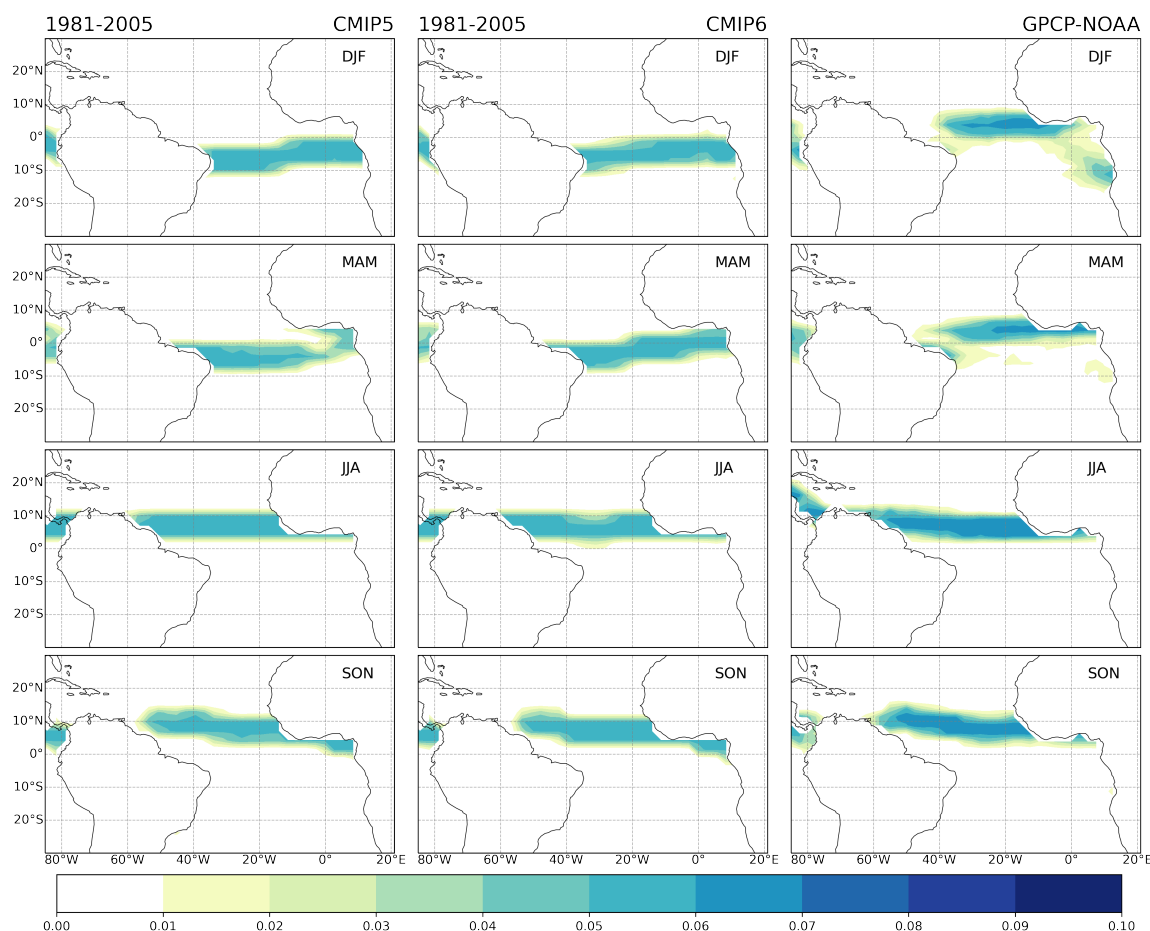 1981-2005 CMIP5 1981-2005 CMIP6 GPCP-NOAA
DJF DJF DJF
20°N
10°N
0°
10°S
20°S
MAM MAM MAM
20°N
10°N
0°
10°S
20°S
JJA JJA JJA
20°N
10°N
0°
10°S
20°S
SON SON SON
20°N
10°N
0°
10°S
20°S
80°W 60°W 40°W 20°W 0° 20°E 80°W 60°W 40°W 20°W 0° 20°E 80°W 60°W 40°W 20°W 0° 20°E
0.00 0.01 0.02 0.03 0.04 0.05 0.06 0.07 0.08 0.09 0.10